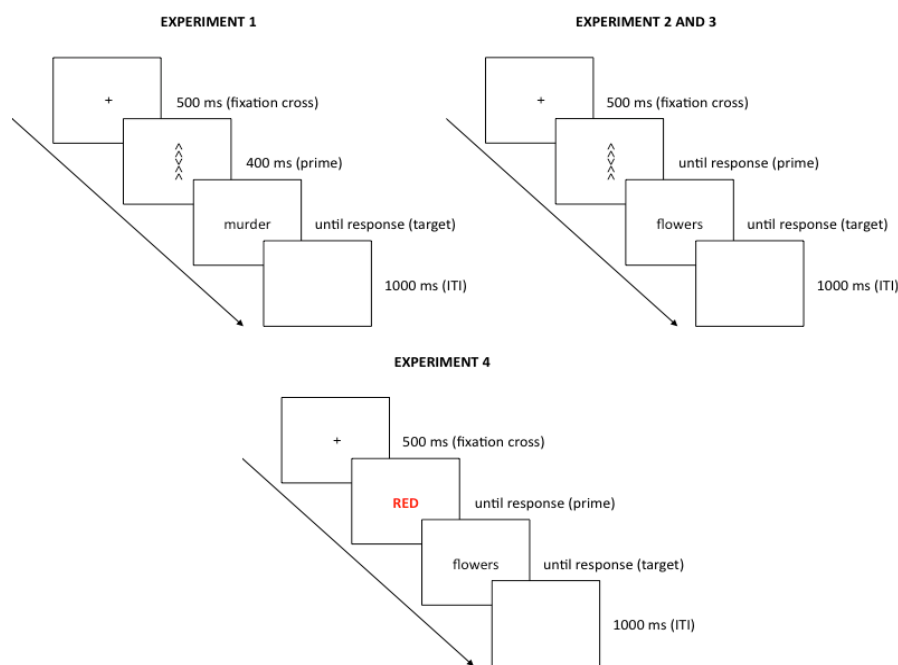 EXPERIMENT 1
+
500 ms (fixation cross)
^
^
v
^
^
400 ms (prime)
murder
until response (target)
1000 ms (ITI)
EXPERIMENT 2 AND 3
+
500 ms (fixation cross)
^
^
v
^
^
until response (prime)
flowers
until response (target)
1000 ms (ITI)
EXPERIMENT 4
+
500 ms (fixation cross)
RED
until response (prime)
flowers
until response (target)
1000 ms (ITI)